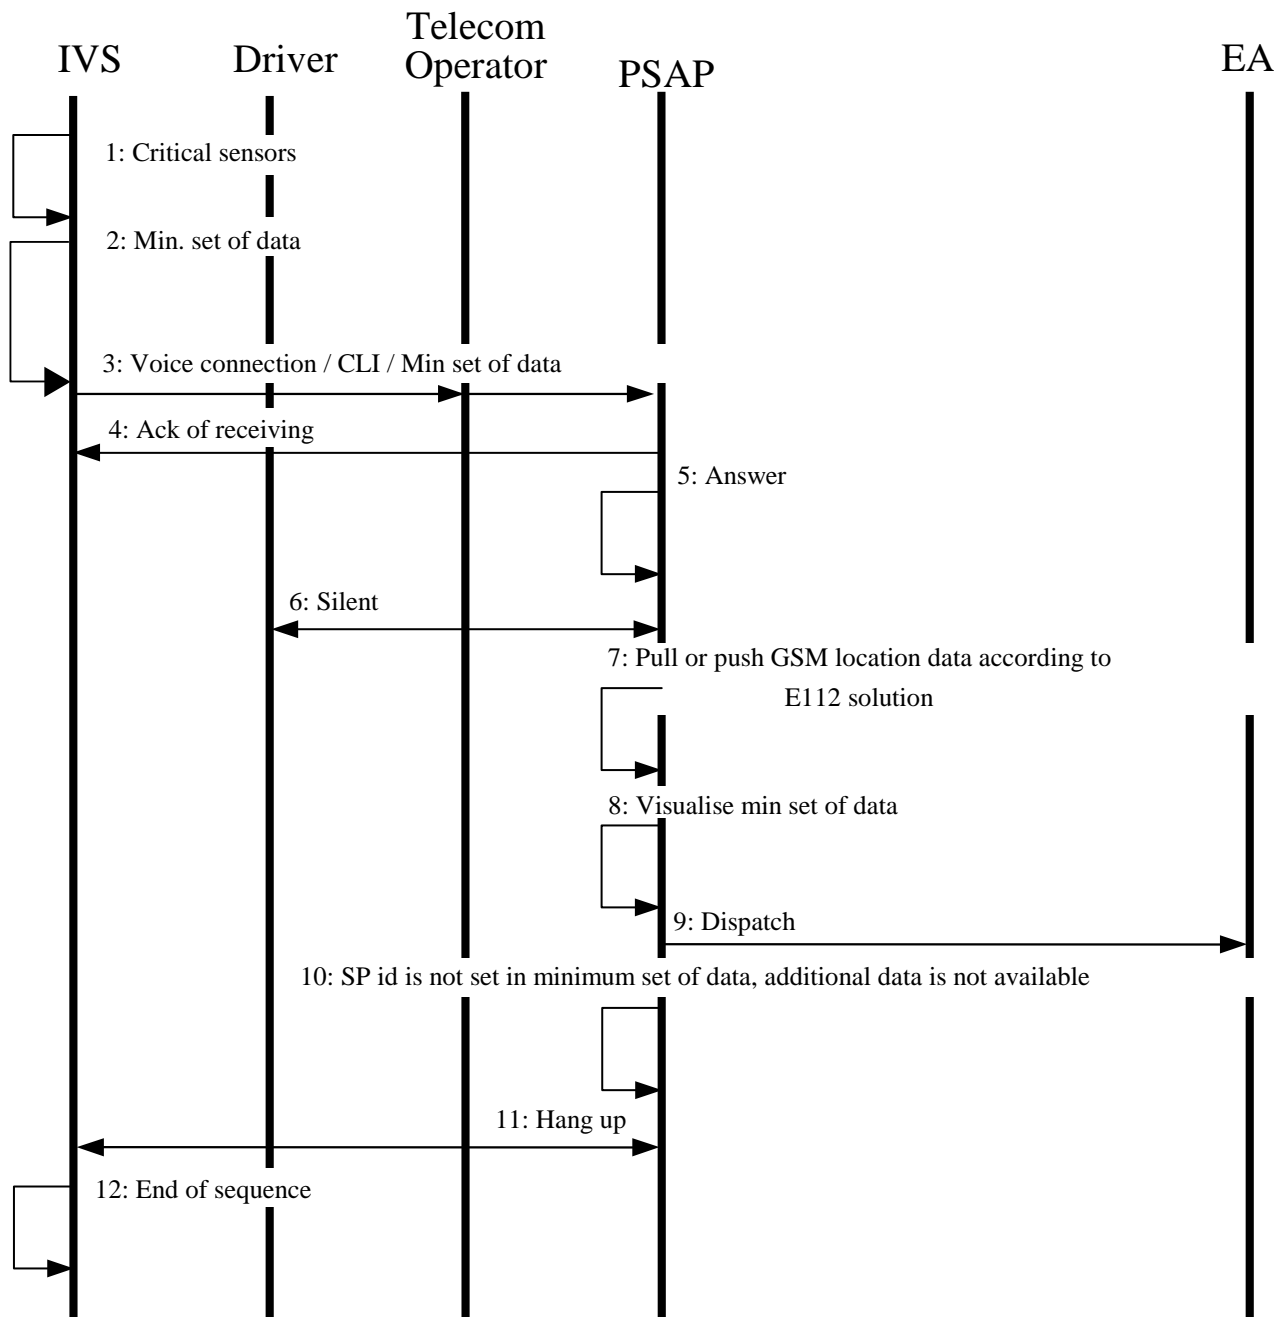 IVS
Driver
Telecom
Operator
PSAP
EA
1: Critical sensors
2: Min. set of data
3: Voice connection / CLI / Min set of data
4: Ack of receiving
5: Answer
6: Silent
7: Pull or push GSM location data according to
E112 solution
8: Visualise min set of data
9: Dispatch
10: SP id is not set in minimum set of data, additional data is not available
11: Hang up
12: End of sequence